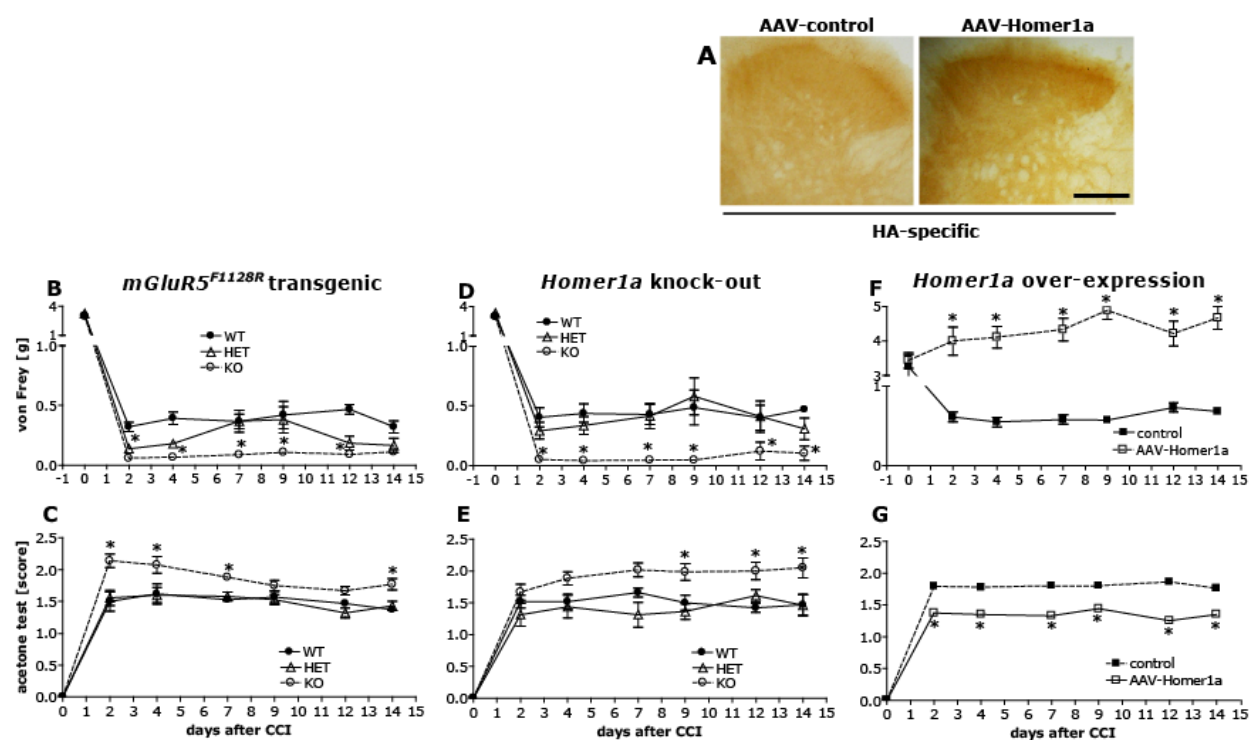 AAV-control AAV-Homer1a
A
HA-specific
B mGluR5F1128R transgenic
4
1
1.0
0.5
0.0
von Frey [g]
WT
HET
KO
* * * * *
-1 0 1 2 3 4 5 6 7 8 9 10 11 12 13 14 15
D Homer1a knock-out
4
1
1.0
0.5
0.0
WT
HET
KO
* * * * * *
-1 0 1 2 3 4 5 6 7 8 9 10 11 12 13 14 15
F Homer1a over-expression
5
4
3
1
0
* * * * * *
control
AAV-Homer1a
0 1 2 3 4 5 6 7 8 9 10 11 12 13 14 15
C
2.5
2.0
1.5
1.0
0.5
0.0
acetone test [score]
* * * *
WT
HET
KO
0 1 2 3 4 5 6 7 8 9 10 11 12 13 14 15
days after CCI
E
2.5
2.0
1.5
1.0
0.5
0.0
* * *
WT
HET
KO
0 1 2 3 4 5 6 7 8 9 10 11 12 13 14 15
days after CCI
G
2.5
2.0
1.5
1.0
0.5
0.0
* * * * * *
control
AAV-Homer1a
0 1 2 3 4 5 6 7 8 9 10 11 12 13 14 15
days after CCI